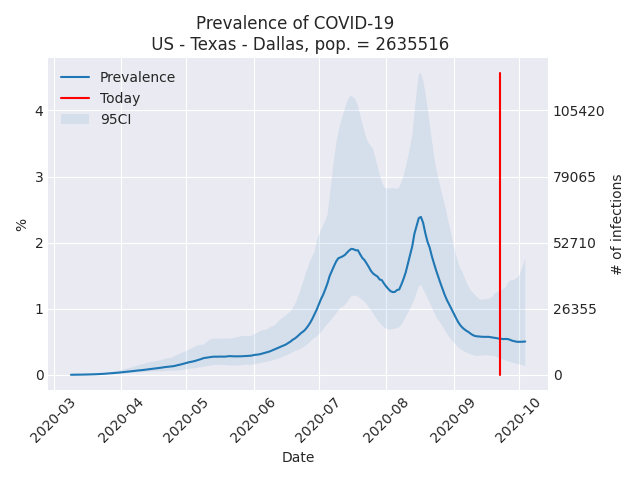 Prevalence of COVID-19
US - Texas - Dallas, pop. = 2635516
Prevalence
Today
95CI
4
3
2
1
0
%
105420
79065
52710
26355
0
# of infections
2020-03
2020-04
2020-05
2020-06
2020-07
2020-08
2020-09
2020-10
Date